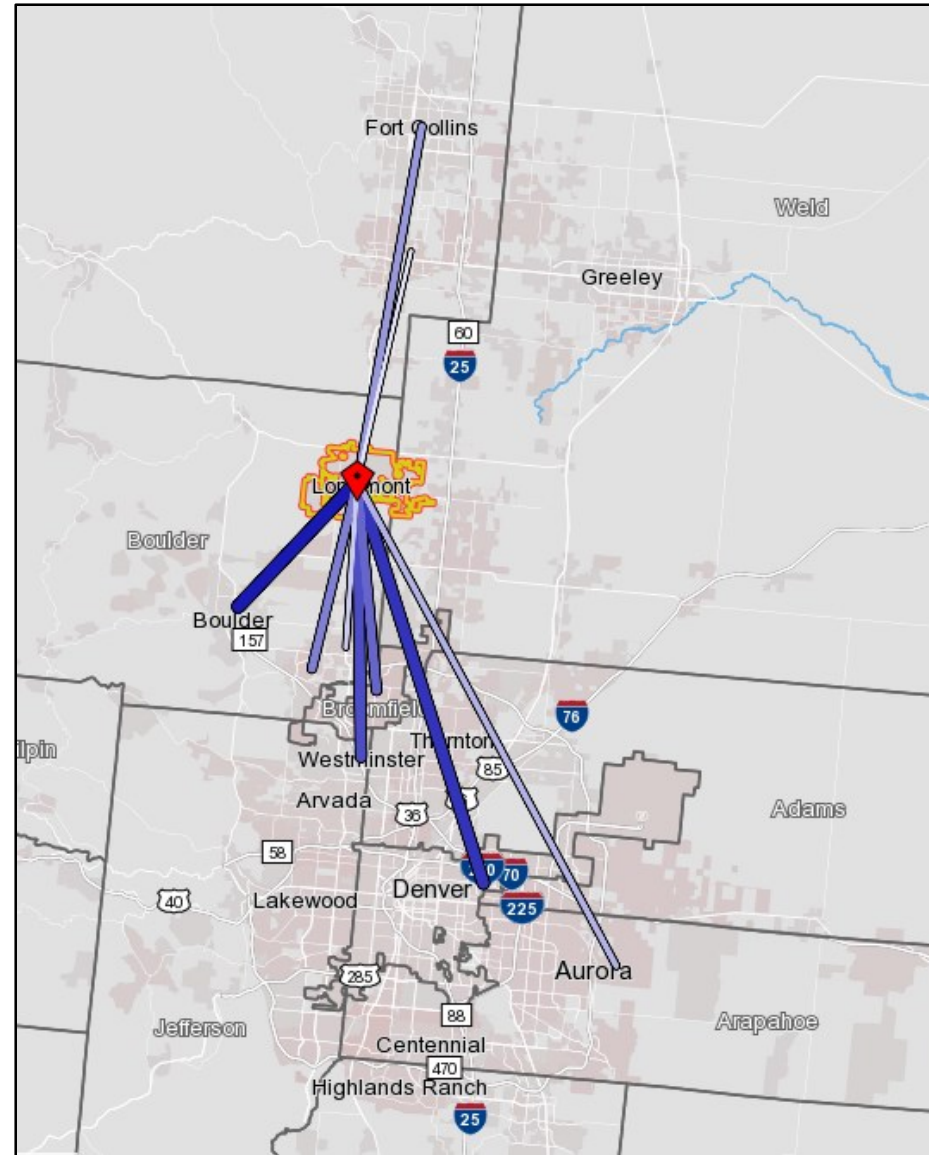 Fort Collins
Weld
Greeley
60
25
Longmont
Boulder
Boulder
157
Broomfield
76
Thornton
Westminster
85
Arvada
36
Adams
58
270
70
Denver
40
Lakewood
225
Aurora
285
88
Arapahoe
Jefferson
Centennial
470
Highlands Ranch
25